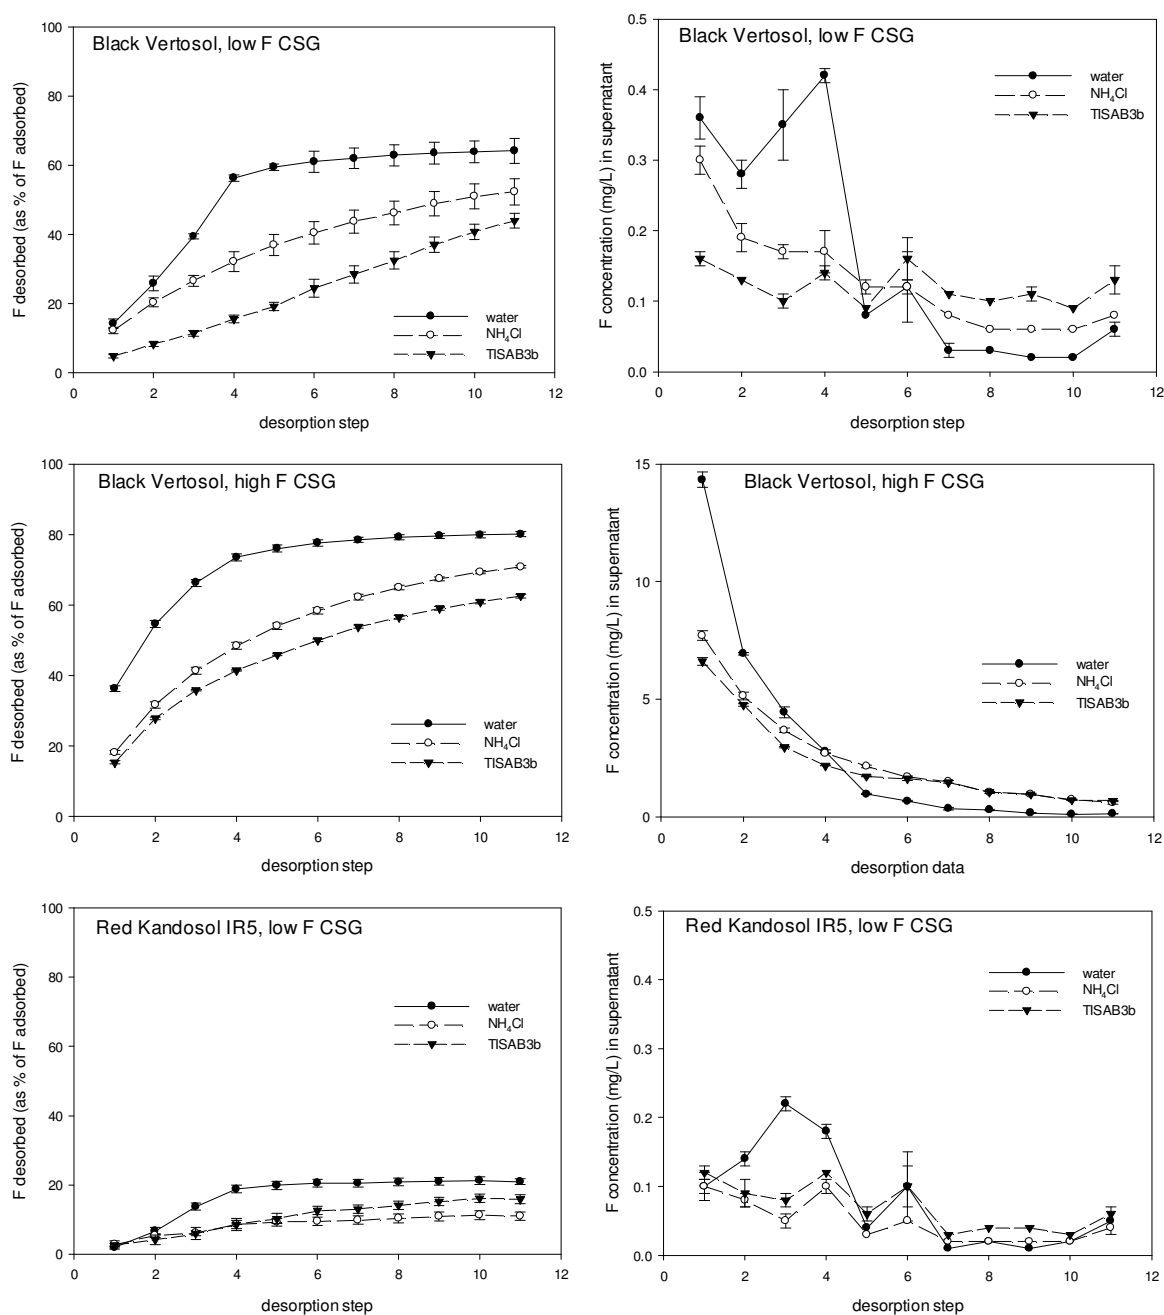 Black Vertosol, low F CSG
F desorbed (as % of F adsorbed)
100
80
60
40
20
0
water
NH₄Cl
TISAB3b
0 2 4 6 8 10 12
desorption step
Black Vertosol, low F CSG
F concentration (mg/L) in supernatant
0.5
0.4
0.3
0.2
0.1
0.0
water
NH₄Cl
TISAB3b
0 2 4 6 8 10 12
desorption step
Black Vertosol, high F CSG
F desorbed (as % of F adsorbed)
100
80
60
40
20
0
water
NH₄Cl
TISAB3b
0 2 4 6 8 10 12
desorption step
Black Vertosol, high F CSG
F concentration (mg/L) in supernatant
15
10
5
0
water
NH₄Cl
TISAB3b
0 2 4 6 8 10 12
desorption data
Red Kandosol IR5, low F CSG
F desorbed (as % of F adsorbed)
100
80
60
40
20
0
water
NH₄Cl
TISAB3b
0 2 4 6 8 10 12
desorption step
Red Kandosol IR5, low F CSG
F concentration (mg/L) in supernatant
0.5
0.4
0.3
0.2
0.1
0.0
water
NH₄Cl
TISAB3b
0 2 4 6 8 10 12
desorption step